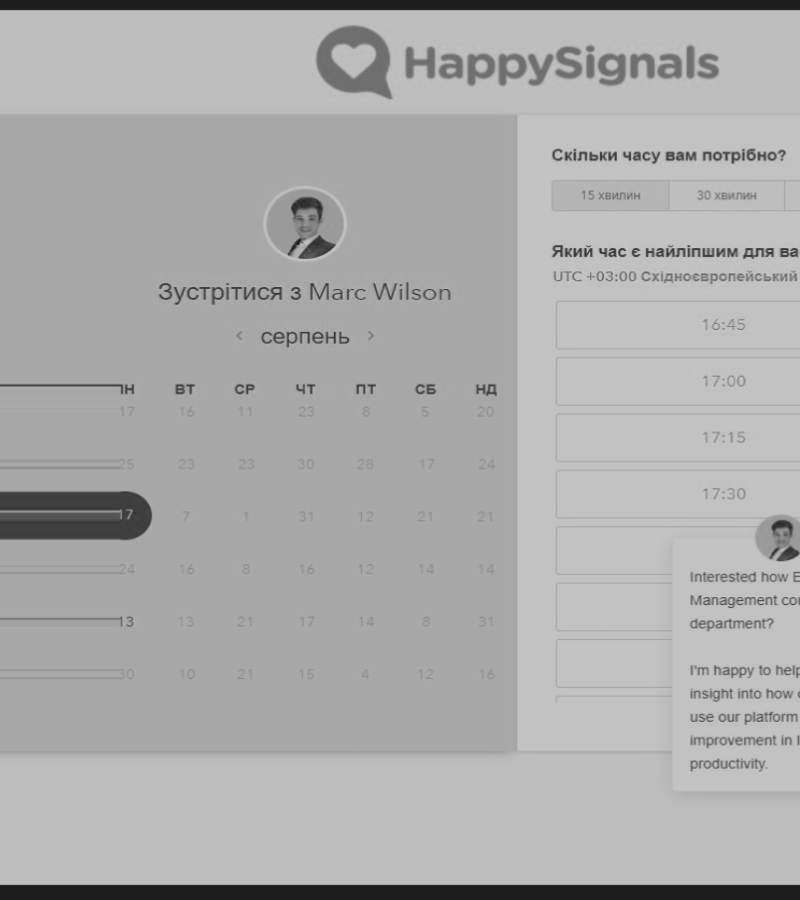 HappySignals
Зустрітися з Marc Wilson
серпень
ПН ВТ СР ЧТ ПТ СБ НД
17 16 11 23 8 5 20
25 23 23 30 28 17 24
17 7 1 31 12 21 21
24 16 8 16 12 14 14
13 13 21 17 14 8 31
30 10 21 15 4 12 16
Скільки часу вам потрібно?
15 хвилин 30 хвилин
Який час є найліпшим для ва
UTC +03:00 Східноєвропейський
16:45
17:00
17:15
17:30
Interested how E
Management cou
department?
I'm happy to help
insight into how
use our platform
improvement in I
productivity.